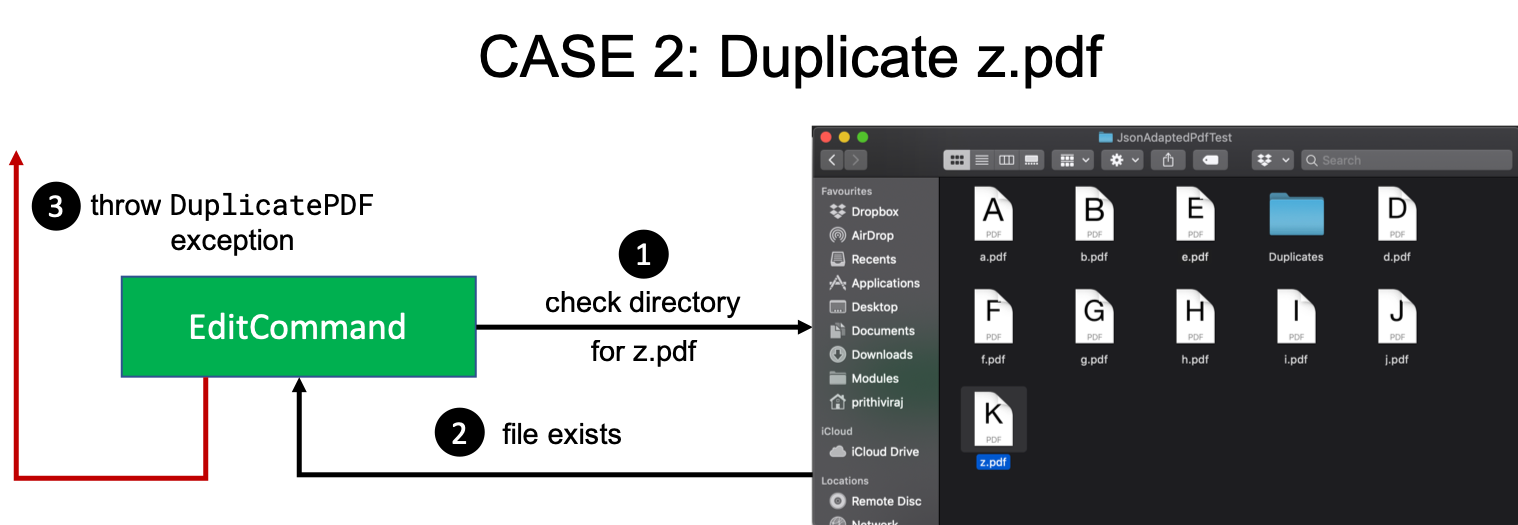 CASE 2: Duplicate z.pdf
3 throw DuplicatePDF
exception
EditCommand
1
check directory
for z.pdf
2 file exists
JsonAdaptedPdfTest
Search
Favourites
Dropbox
AirDrop
Recents
Applications
Desktop
Documents
Downloads
Modules
prithiviraj
iCloud
iCloud Drive
Locations
Remote Disc
Network
A B E D
PDF PDF PDF PDF
a.pdf b.pdf e.pdf Duplicates d.pdf
F G H I J
PDF PDF PDF PDF PDF
f.pdf g.pdf h.pdf i.pdf j.pdf
K
PDF
z.pdf